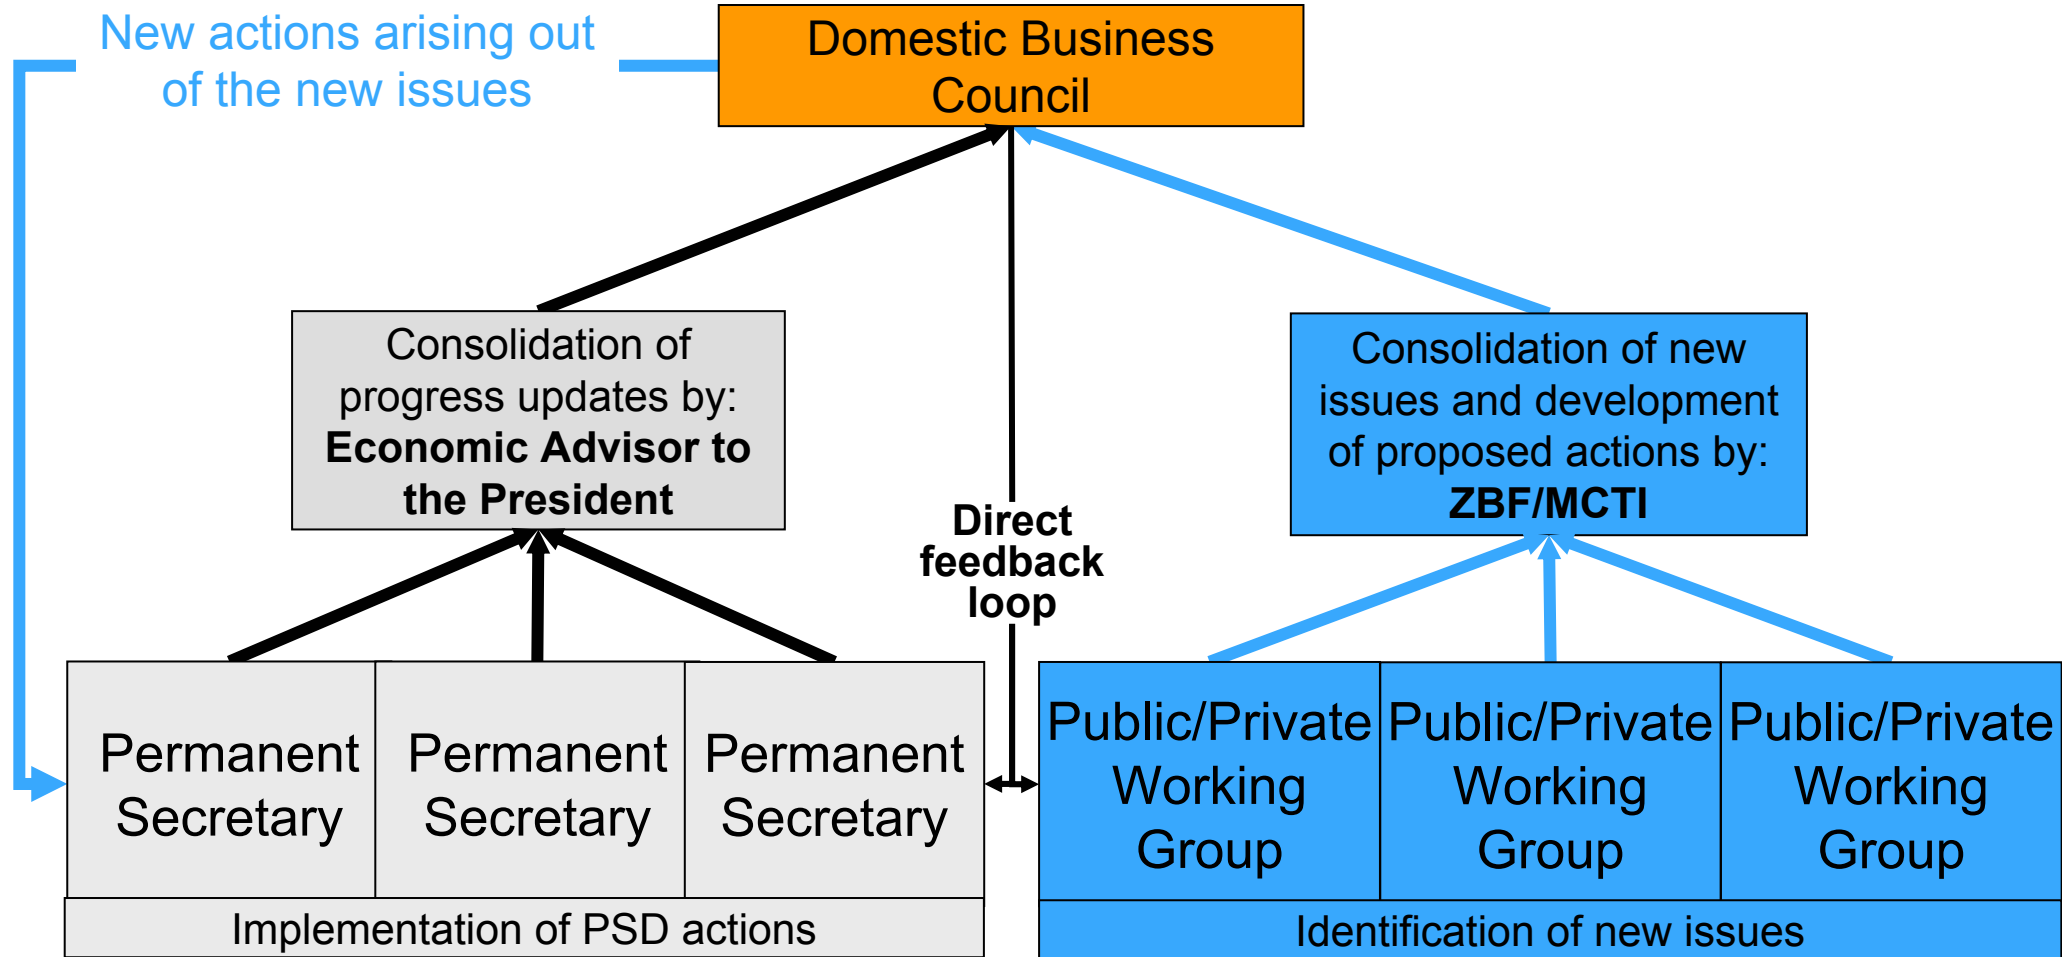 New actions arising out
of the new issues
Domestic Business
Council
Consolidation of
progress updates by:
Economic Advisor to
the President
Consolidation of new
issues and development
of proposed actions by:
ZBF/MCTI
Direct
feedback
loop
Permanent
Secretary
Permanent
Secretary
Permanent
Secretary
Public/Private
Working
Group
Public/Private
Working
Group
Public/Private
Working
Group
Implementation of PSD actions
Identification of new issues